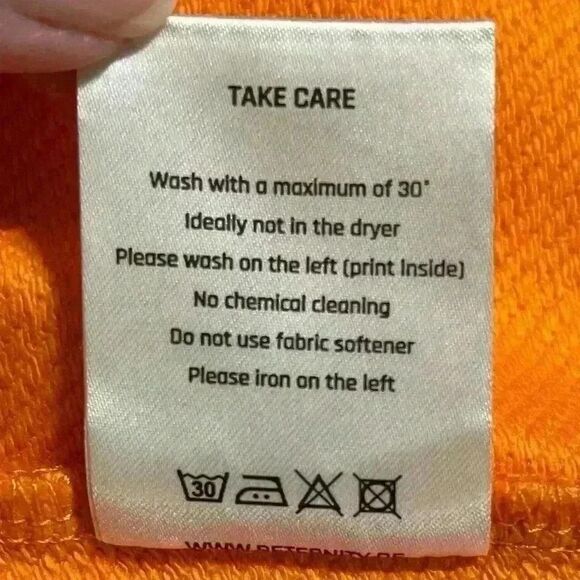 TAKE CARE
Wash with a maximum of 30°
Ideally not in the dryer
Please wash on the left (print inside)
No chemical cleaning
Do not use fabric softener
Please iron on the left
30